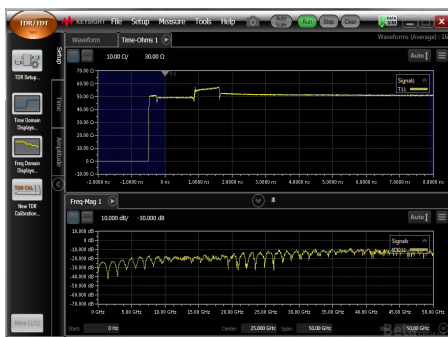 TDR/TDT
KEYSIGHT File Setup Measure Tools Help Auto Scale Run Stop Clear
Waveform Time-Ohms 1 Waveforms (Average) : 16
10.00 Ω/ 30.00 Ω Auto
TDR Setup...
Time Domain Displays...
Freq Domain Displays...
TDR CAL
New TDR Calibration...
More (1/1)
Setup
Time
Amplitude
70.00 Ω
60.00 Ω
50.00 Ω
40.00 Ω
30.00 Ω
20.00 Ω
10.00 Ω
0 Ω
-10.00 Ω
0 s
Signals
T11
-2.0000 ns -1.0000 ns 0 ns 1.0000 ns 2.0000 ns 3.0000 ns 4.0000 ns 5.0000 ns 6.0000 ns 7.0000 ns 8.0000 ns
Freq-Mag 1
10.000 dB/ -30.000 dB Auto
10.000 dB
0 dB
-10.000 dB
-20.000 dB
-30.000 dB
-40.000 dB
-50.000 dB
-60.000 dB
-70.000 dB
Signals
0 GHz 5.00 GHz 10.00 GHz 15.00 GHz 20.00 GHz 25.00 GHz 30.00 GHz 35.00 GHz 40.00 GHz 45.00 GHz 50.00 GHz
Start: 0 Hz Center: 25.000 GHz Span: 50.00 GHz 50.00 GHz